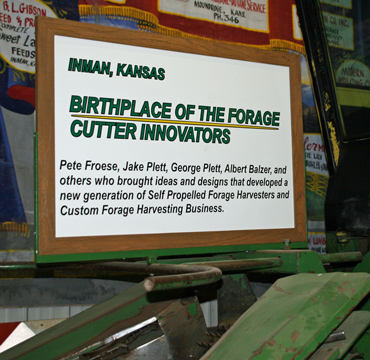 L. GIBSON
INMAN, KANSAS
BIRTHPLACE OF THE FORAGE
CUTTER INNOVATORS
Pete Froese, Jake Plett, George Plett, Albert Balzer, and
others who brought ideas and designs that developed a
new generation of Self Propelled Forage Harvesters and
Custom Forage Harvesting Business.